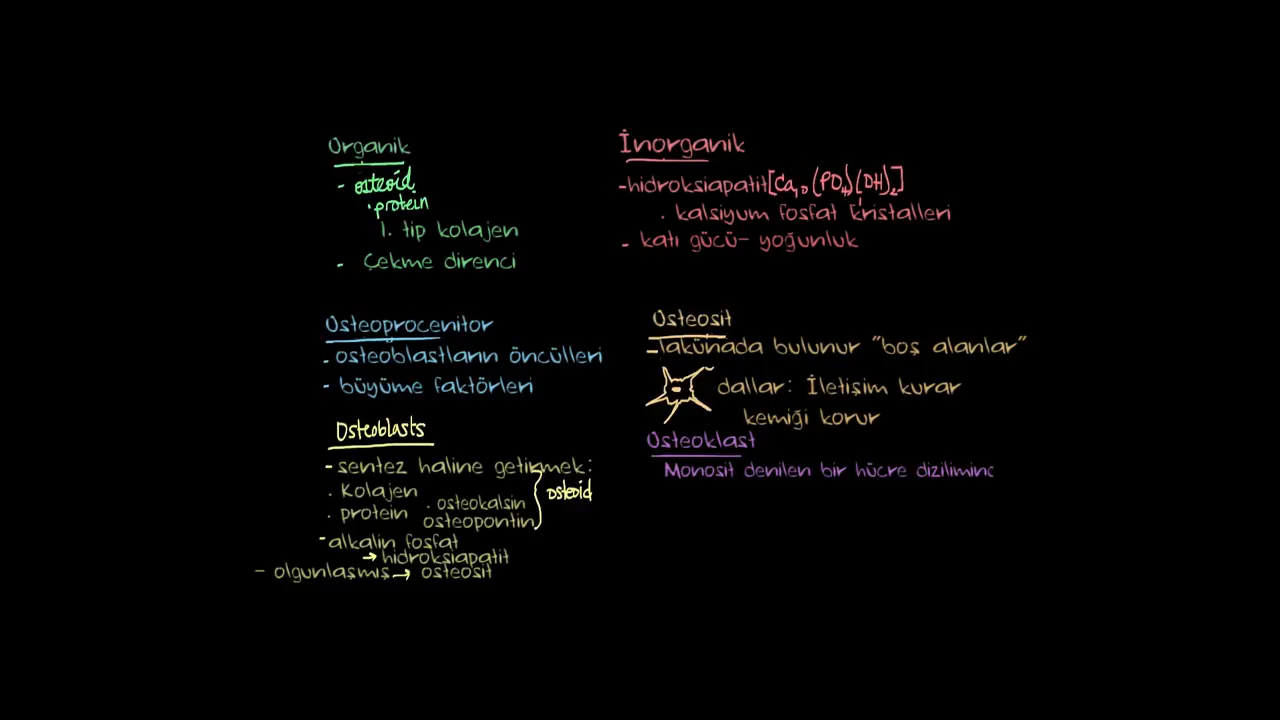 Organik
- osteoid
· protein
1. tip kolajen
- Çekme direnci
İnorganik
-hidroksiapatit[Ca10(PO4)(OH)2]
. kalsiyum fosfat kristalleri
- katı gücü- yoğunluk
Osteoprocenitor
- osteoblastların öncülleri
- büyüme faktörleri
Osteoblasts
- sentez haline getirmek:
. Kolajen
. protein . osteokalsin
osteopontin
osteoid
-alkalin fosfat
→ hidroksiapatit
- olgunlaşmış → osteosit
Osteosit
-lakünada bulunur "boş alanlar"
dallar: İletişim kurar
kemiği korur
Osteoklast
Monosit denilen bir hücre diziliminc